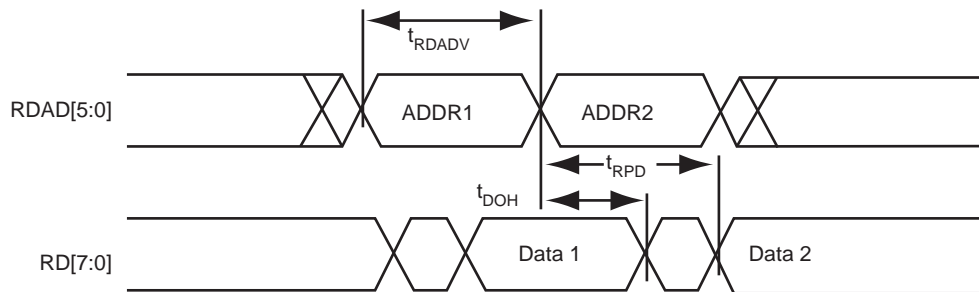 tRDADV
RDAD[5:0]
ADDR1
ADDR2
tRPD
tDOH
RD[7:0]
Data 1
Data 2